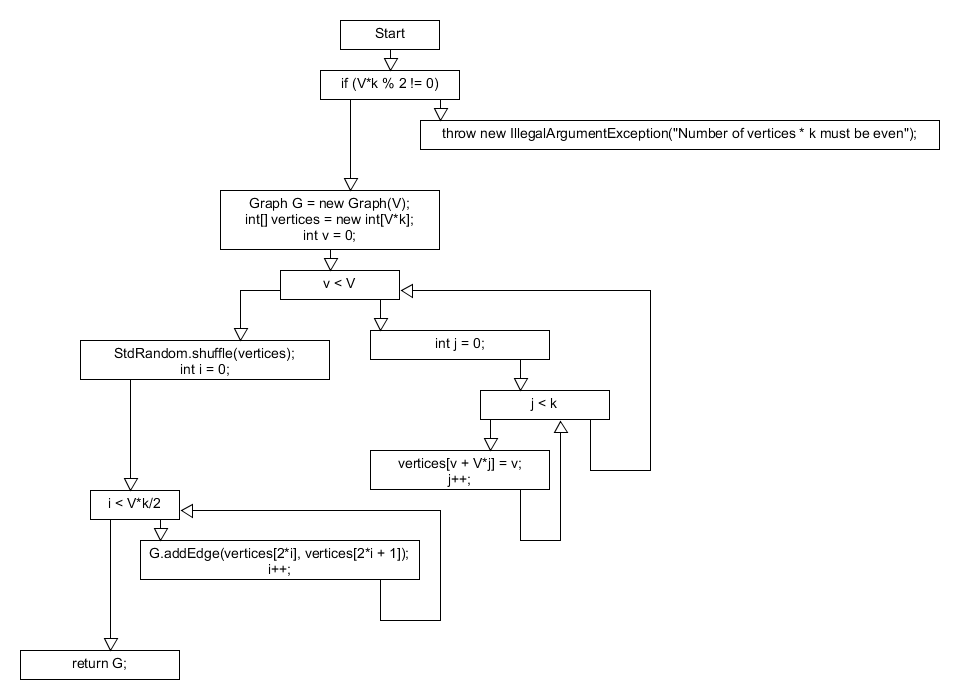 Start
if (V*k % 2 != 0)
throw new IllegalArgumentException("Number of vertices * k must be even");
Graph G = new Graph(V);
int[] vertices = new int[V*k];
int v = 0;
v < V
StdRandom.shuffle(vertices);
int i = 0;
int j = 0;
j < k
vertices[v + V*j] = v;
j++;
i < V*k/2
G.addEdge(vertices[2*i], vertices[2*i + 1]);
i++;
return G;